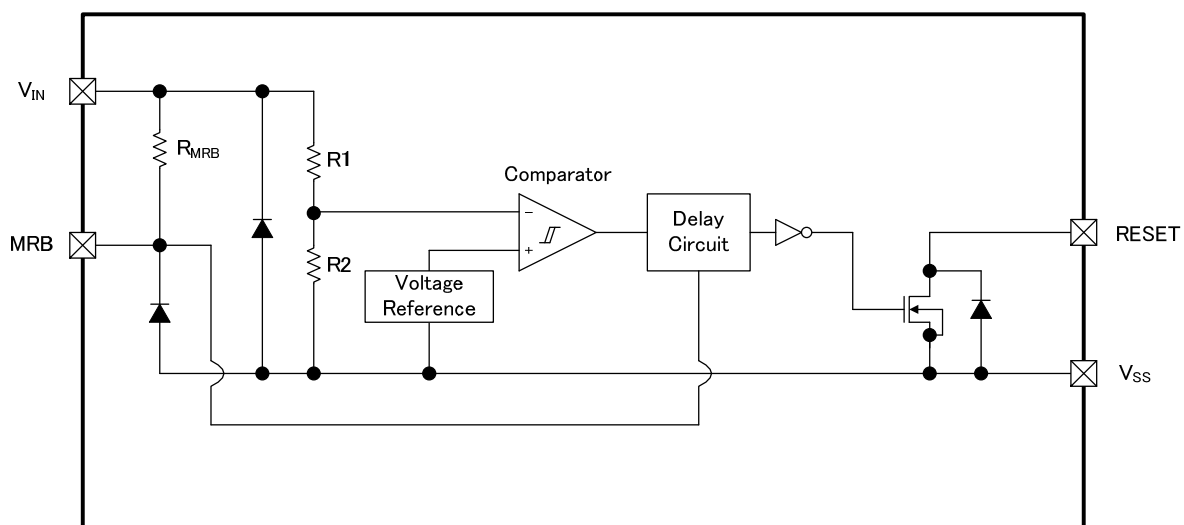 VIN
RMRB
R1
Comparator
−
+
MRB
R2
Voltage
Reference
Delay
Circuit
RESET
VSS